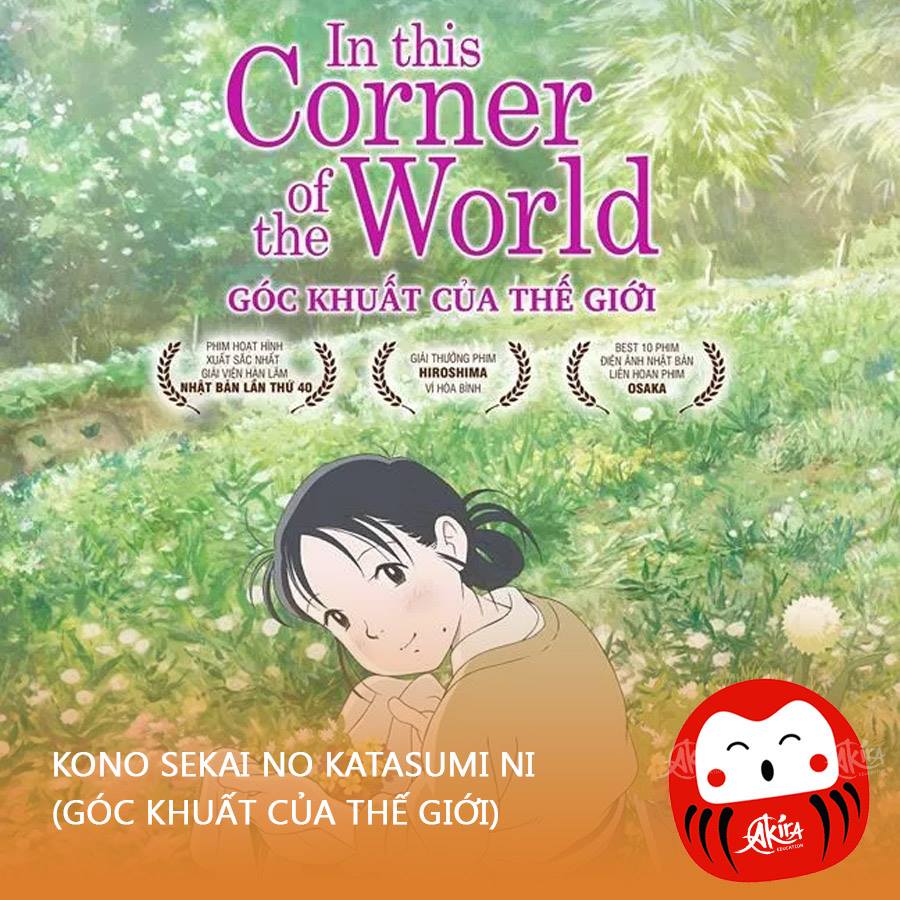 In this
Corner
of
the World
GÓC KHUẤT CỦA THẾ GIỚI
PHIM HOẠT HÌNH
XUẤT SẮC NHẤT
GIẢI VIỆN HÀN LÂM
NHẬT BẢN LẦN THỨ 40
GIẢI THƯỞNG PHIM
HIROSHIMA
VÌ HÒA BÌNH
BEST 10 PHIM
ĐIỆN ẢNH NHẬT BẢN
LIÊN HOAN PHIM
OSAKA
KONO SEKAI NO KATASUMI NI
(GÓC KHUẤT CỦA THẾ GIỚI)
Akira
EDUCATION